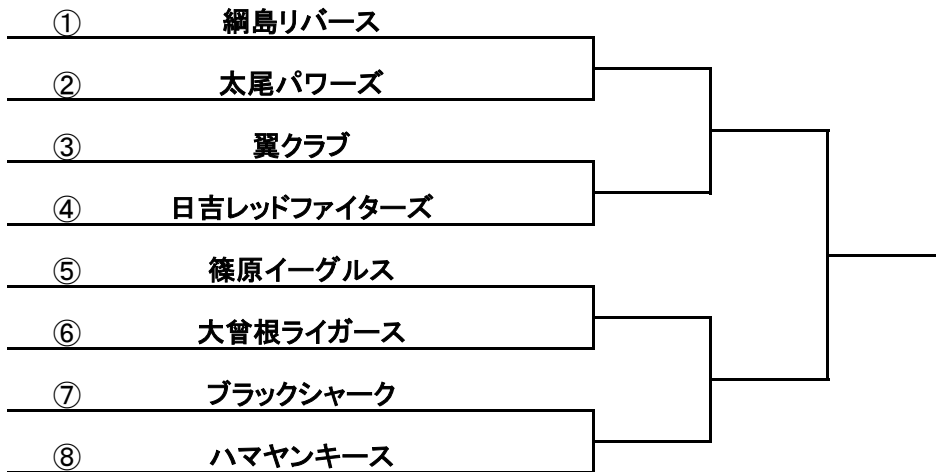 ① 綱島リバース
② 太尾パワーズ
③ 翼クラブ
④ 日吉レッドファイターズ
⑤ 篠原イーグルス
⑥ 大曾根ライガース
⑦ ブラックシャーク
⑧ ハマヤンキース